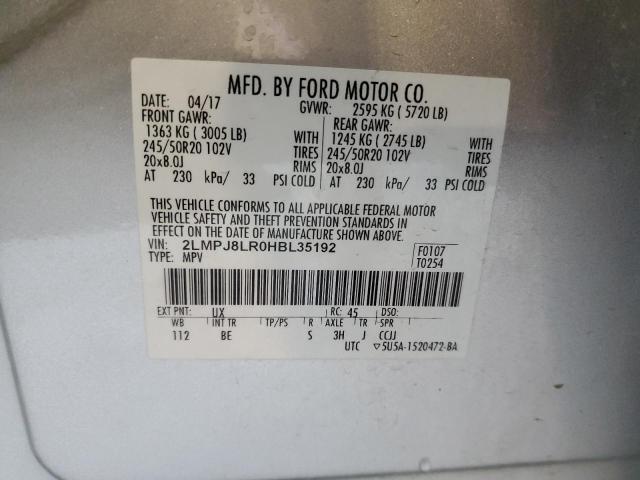 MFD. BY FORD MOTOR CO.
DATE: 04/17 GVWR: 2595 KG ( 5720 LB)
FRONT GAWR: REAR GAWR:
1363 KG ( 3005 LB) WITH 1245 KG ( 2745 LB) WITH
245/50R20 102V TIRES 245/50R20 102V TIRES
20x8.0J RIMS 20x8.0J RIMS
AT 230 kPa/ 33 PSI COLD AT 230 kPa/ 33 PSI COLD
THIS VEHICLE CONFORMS TO ALL APPLICABLE FEDERAL MOTOR
VEHICLE SAFETY AND THEFT PREVENTION STANDARDS IN
EFFECT ON THE DATE OF MANUFACTURE SHOWN ABOVE.
VIN: 2LMPJ8LR0HBL35192 F0107
TYPE: MPV T0254
EXT PNT: UX RC: 45 DSO:
WB INT TR TP/PS R AXLE TR SPR
112 BE S 3H J CCJJ
UTC ▽5U5A-1520472-BA